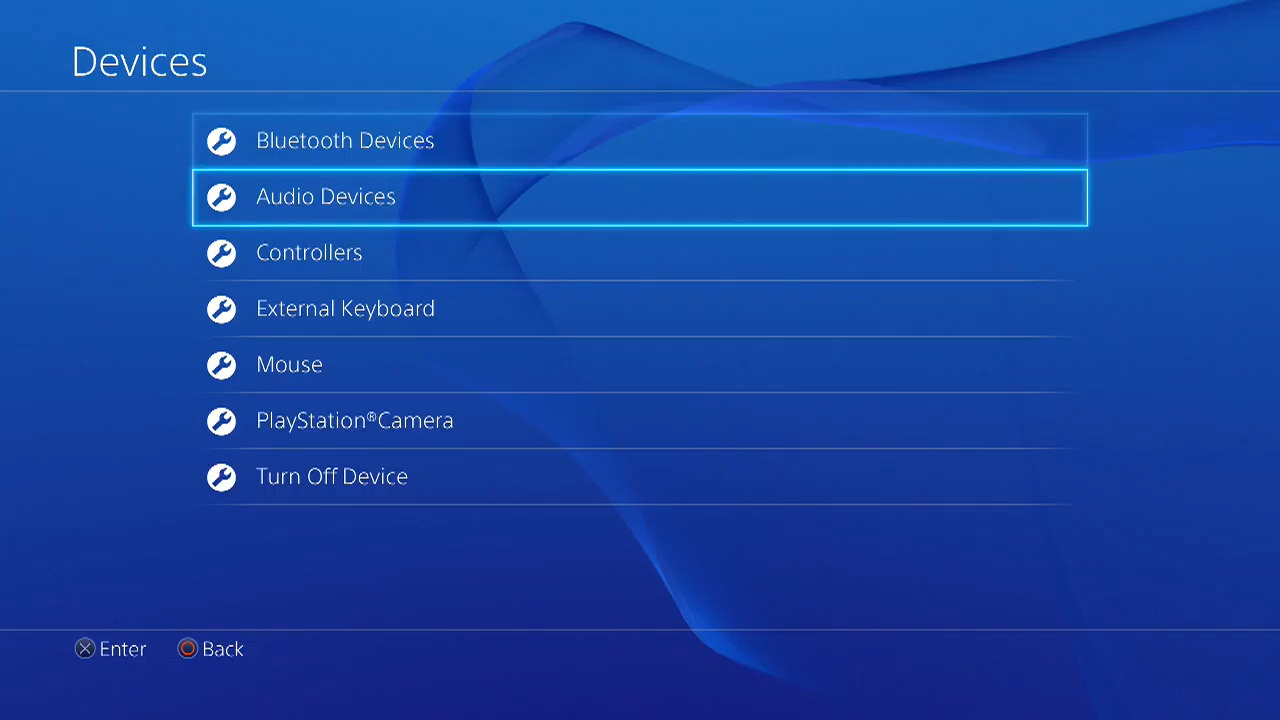 Devices
Bluetooth Devices
Audio Devices
Controllers
External Keyboard
Mouse
PlayStation®Camera
Turn Off Device
Enter Back